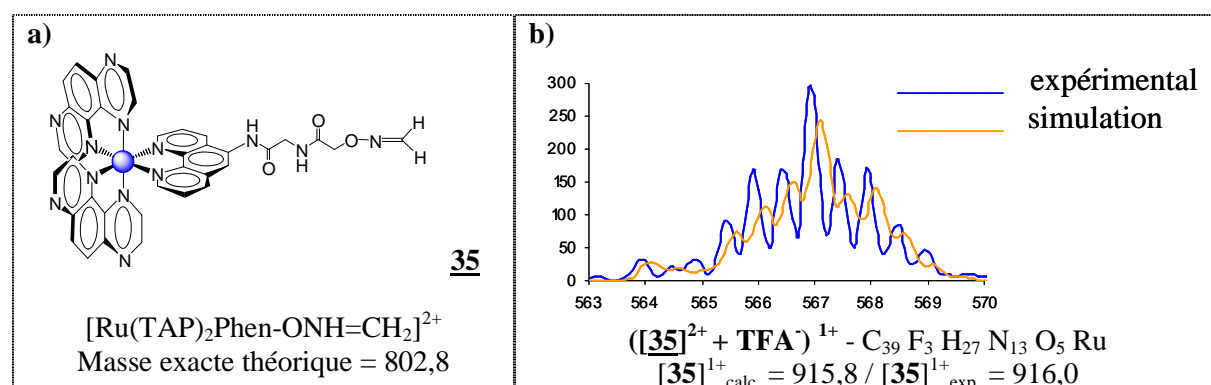 a)
N
N
N
N
N
N
N
N
N
N
H
N
O
N
H
O
O
N
H
H
35
[Ru(TAP)₂Phen-ONH=CH₂]²⁺
Masse exacte théorique = 802,8
b)
300
250
200
150
100
50
0
563 564 565 566 567 568 569 570
expérimental
simulation
([35]²⁺ + TFA⁻) ¹⁺ - C₃₉ F₃ H₂₇ N₁₃ O₅ Ru
[35]¹⁺calc. = 915,8 / [35]¹⁺exp. = 916,0